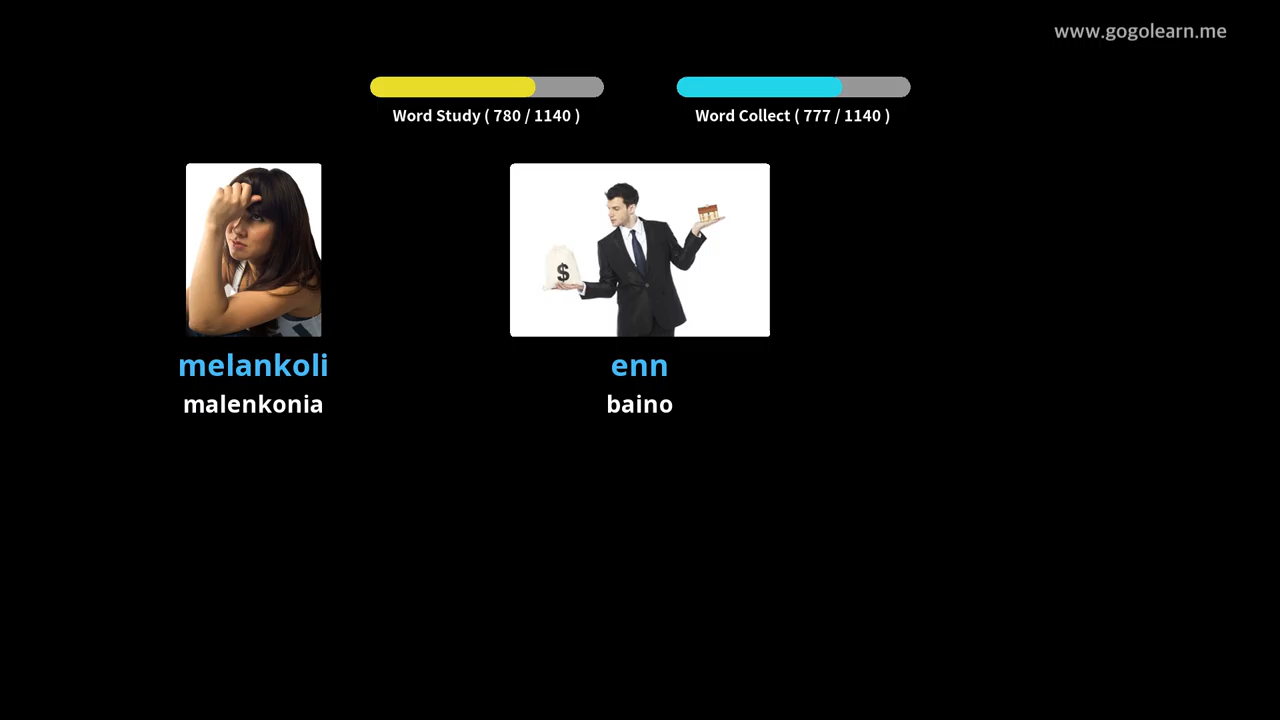 www.gogolearn.me
Word Study ( 780 / 1140 )
Word Collect ( 777 / 1140 )
$
melankoli
malenkonia
enn
baino